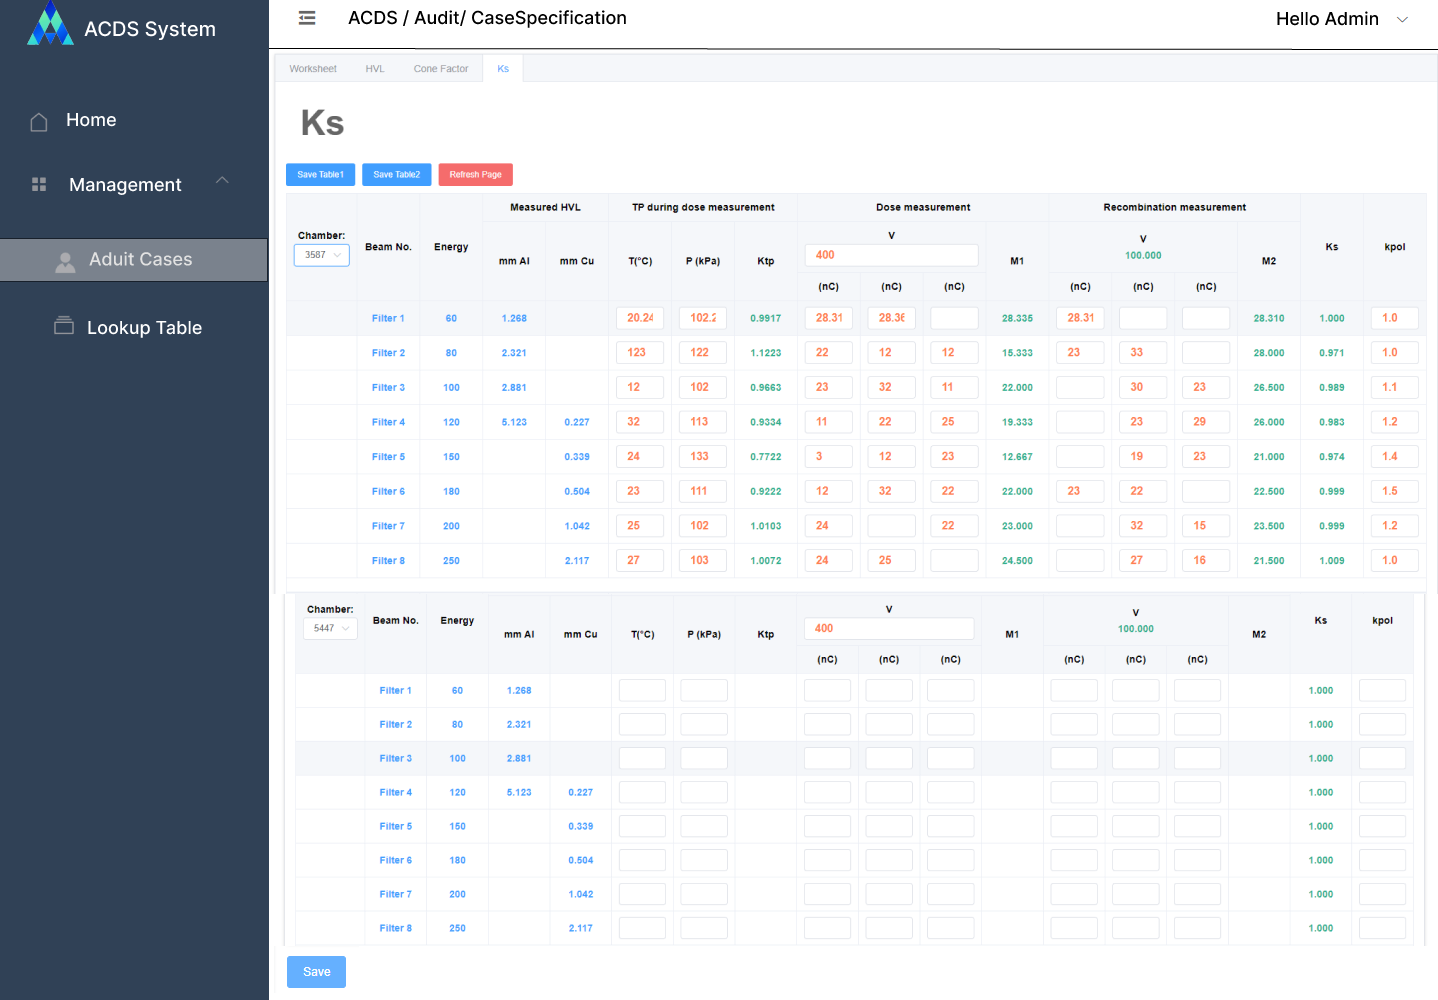 ACDS System
Home
Management
Aduit Cases
Lookup Table
ACDS / Audit/ CaseSpecification
Hello Admin
Worksheet HVL Cone Factor Ks
Ks
Save Table1 Save Table2 Refresh Page
Measured HVL TP during dose measurement Dose measurement Recombination measurement
Chamber: 3587 Beam No. Energy mm Al mm Cu T(°C) P (kPa) Ktp V 400 M1 V 100.000 M2 Ks kpol
(nC) (nC) (nC) (nC) (nC) (nC)
Filter 1 60 1.268 20.24 102.2 0.9917 28.31 28.36 28.335 28.31 28.310 1.000 1.0
Filter 2 80 2.321 123 122 1.1223 22 12 12 15.333 23 33 28.000 0.971 1.0
Filter 3 100 2.881 12 102 0.9663 23 32 11 22.000 30 23 26.500 0.989 1.1
Filter 4 120 5.123 0.227 32 113 0.9334 11 22 25 19.333 23 29 26.000 0.983 1.2
Filter 5 150 0.339 24 133 0.7722 3 12 23 12.667 19 23 21.000 0.974 1.4
Filter 6 180 0.504 23 111 0.9222 12 32 22 22.000 23 22 22.500 0.999 1.5
Filter 7 200 1.042 25 102 1.0103 24 22 23.000 32 15 23.500 0.999 1.2
Filter 8 250 2.117 27 103 1.0072 24 25 24.500 27 16 21.500 1.009 1.0
Chamber: 5447 Beam No. Energy mm Al mm Cu T(°C) P (kPa) Ktp V 400 M1 V 100.000 M2 Ks kpol
(nC) (nC) (nC) (nC) (nC) (nC)
Filter 1 60 1.268 1.000
Filter 2 80 2.321 1.000
Filter 3 100 2.881 1.000
Filter 4 120 5.123 0.227 1.000
Filter 5 150 0.339 1.000
Filter 6 180 0.504 1.000
Filter 7 200 1.042 1.000
Filter 8 250 2.117 1.000
Save